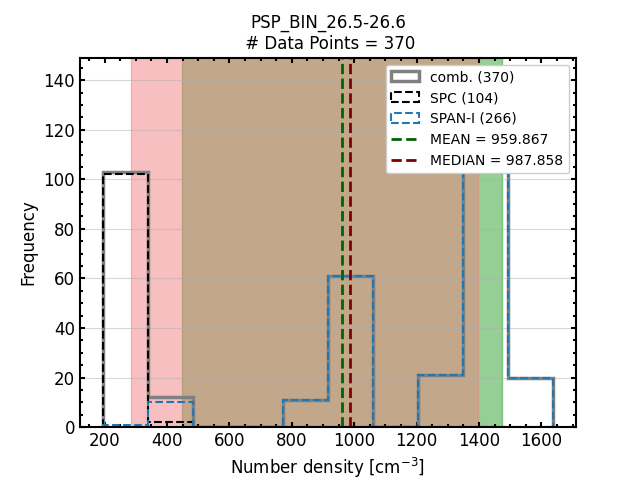 PSP_BIN_26.5-26.6
# Data Points = 370
comb. (370)
SPC (104)
SPAN-I (266)
MEAN = 959.867
MEDIAN = 987.858
Frequency
140
120
100
80
60
40
20
0
200 400 600 800 1000 1200 1400 1600
Number density [cm⁻³]